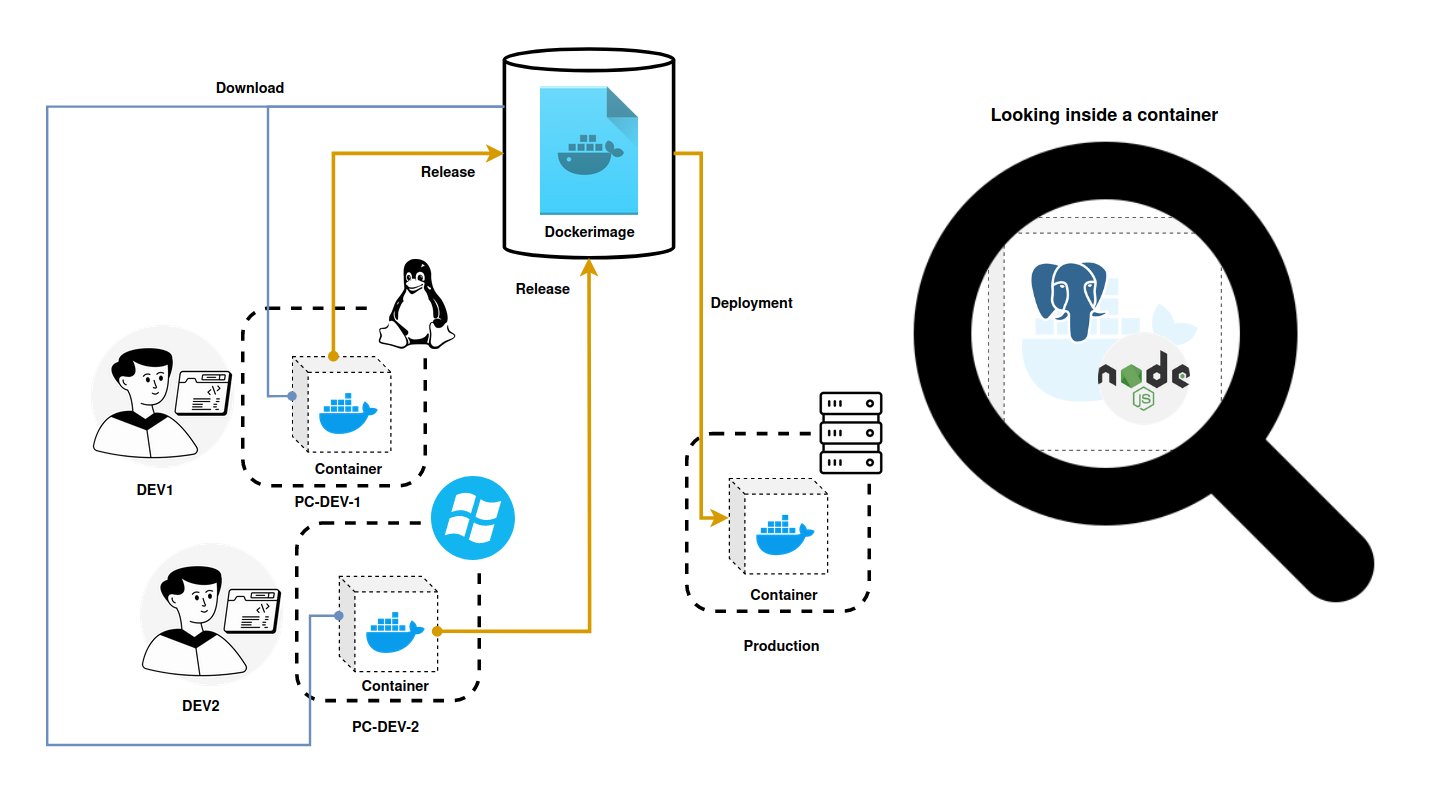 Download
Release
Dockerimage
Release
Deployment
Looking inside a container
node
JS
DEV1
Container
PC-DEV-1
DEV2
Container
PC-DEV-2
Container
Production